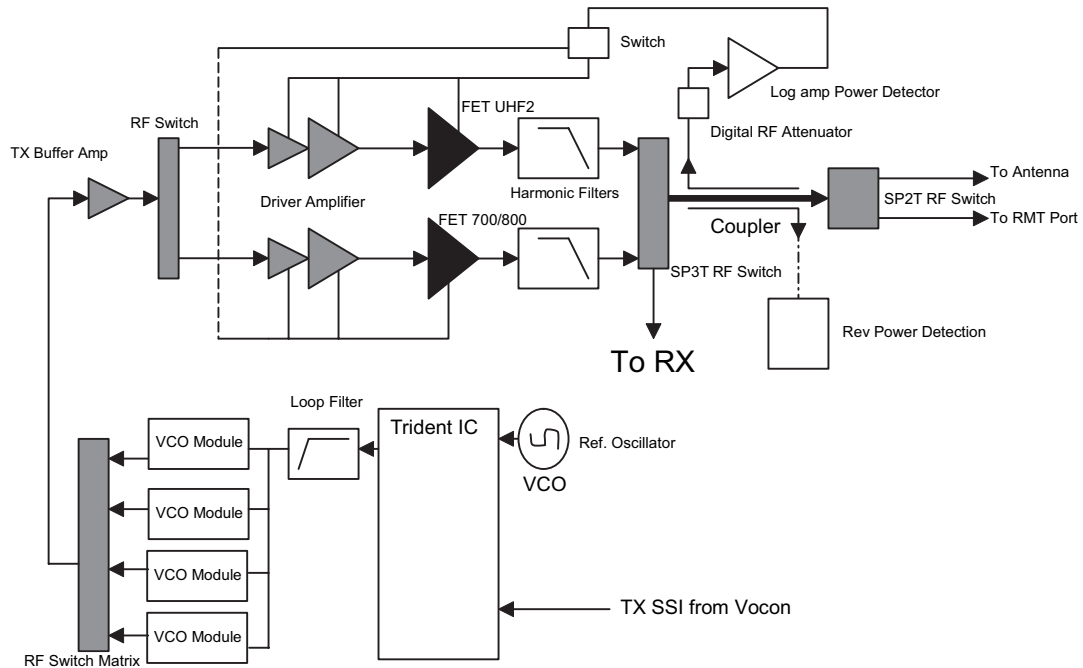 Switch
Log amp Power Detector
FET UHF2
RF Switch
Digital RF Attenuator
TX Buffer Amp
To Antenna
Driver Amplifier
Harmonic Filters
SP2T RF Switch
FET 700/800
Coupler
To RMT Port
SP3T RF Switch
Rev Power Detection
To RX
Loop Filter
Trident IC
VCO Module
Ref. Oscillator
VCO
VCO Module
VCO Module
TX SSI from Vocon
VCO Module
RF Switch Matrix